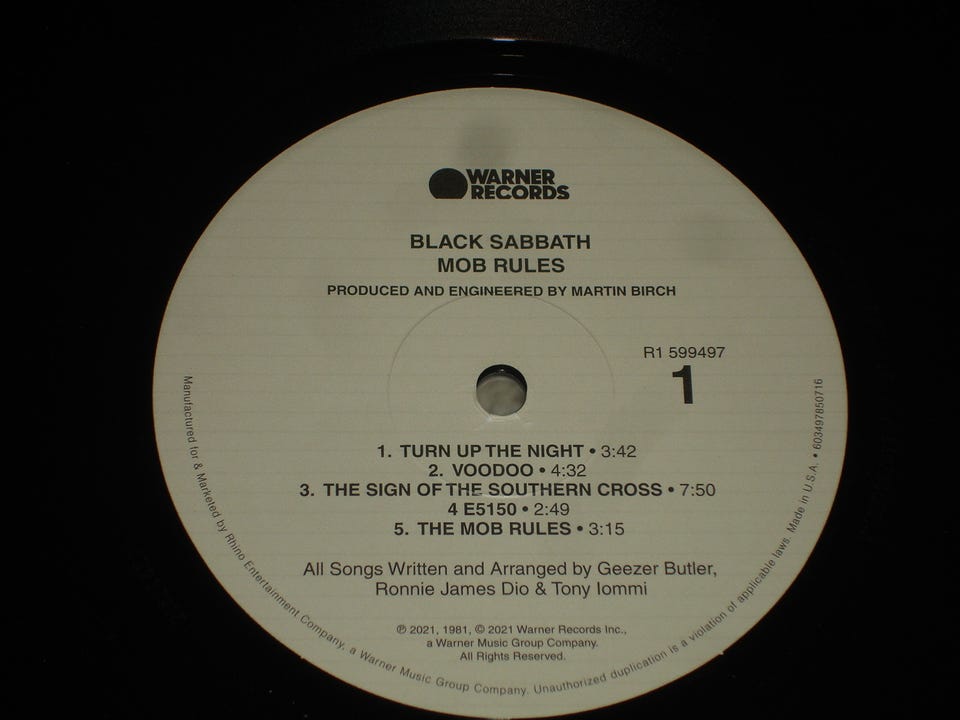 WARNER
RECORDS
BLACK SABBATH
MOB RULES
PRODUCED AND ENGINEERED BY MARTIN BIRCH
R1 599497
1
1. TURN UP THE NIGHT • 3:42
2. VOODOO • 4:32
3. THE SIGN OF THE SOUTHERN CROSS • 7:50
4 E5150 • 2:49
5. THE MOB RULES • 3:15
All Songs Written and Arranged by Geezer Butler,
Ronnie James Dio & Tony Iommi
℗ 2021, 1981, © 2021 Warner Records Inc.,
a Warner Music Group Company.
All Rights Reserved.
Manufactured for & Marketed by Rhino Entertainment Company, a Warner Music Group Company. Unauthorized duplication is a violation of applicable laws. Made in U.S.A. • 603497850716